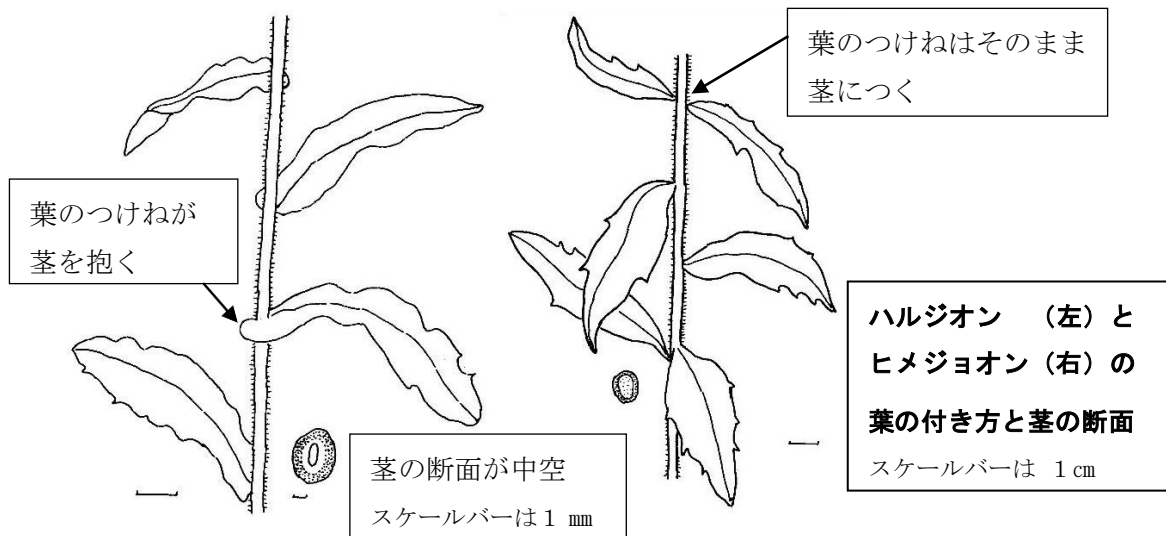 葉のつけねはそのまま
茎につく
葉のつけねが
茎を抱く
ハルジオン　（左）と
ヒメジョオン（右）の
葉の付き方と茎の断面
スケールバーは １㎝
茎の断面が中空
スケールバーは１ ㎜